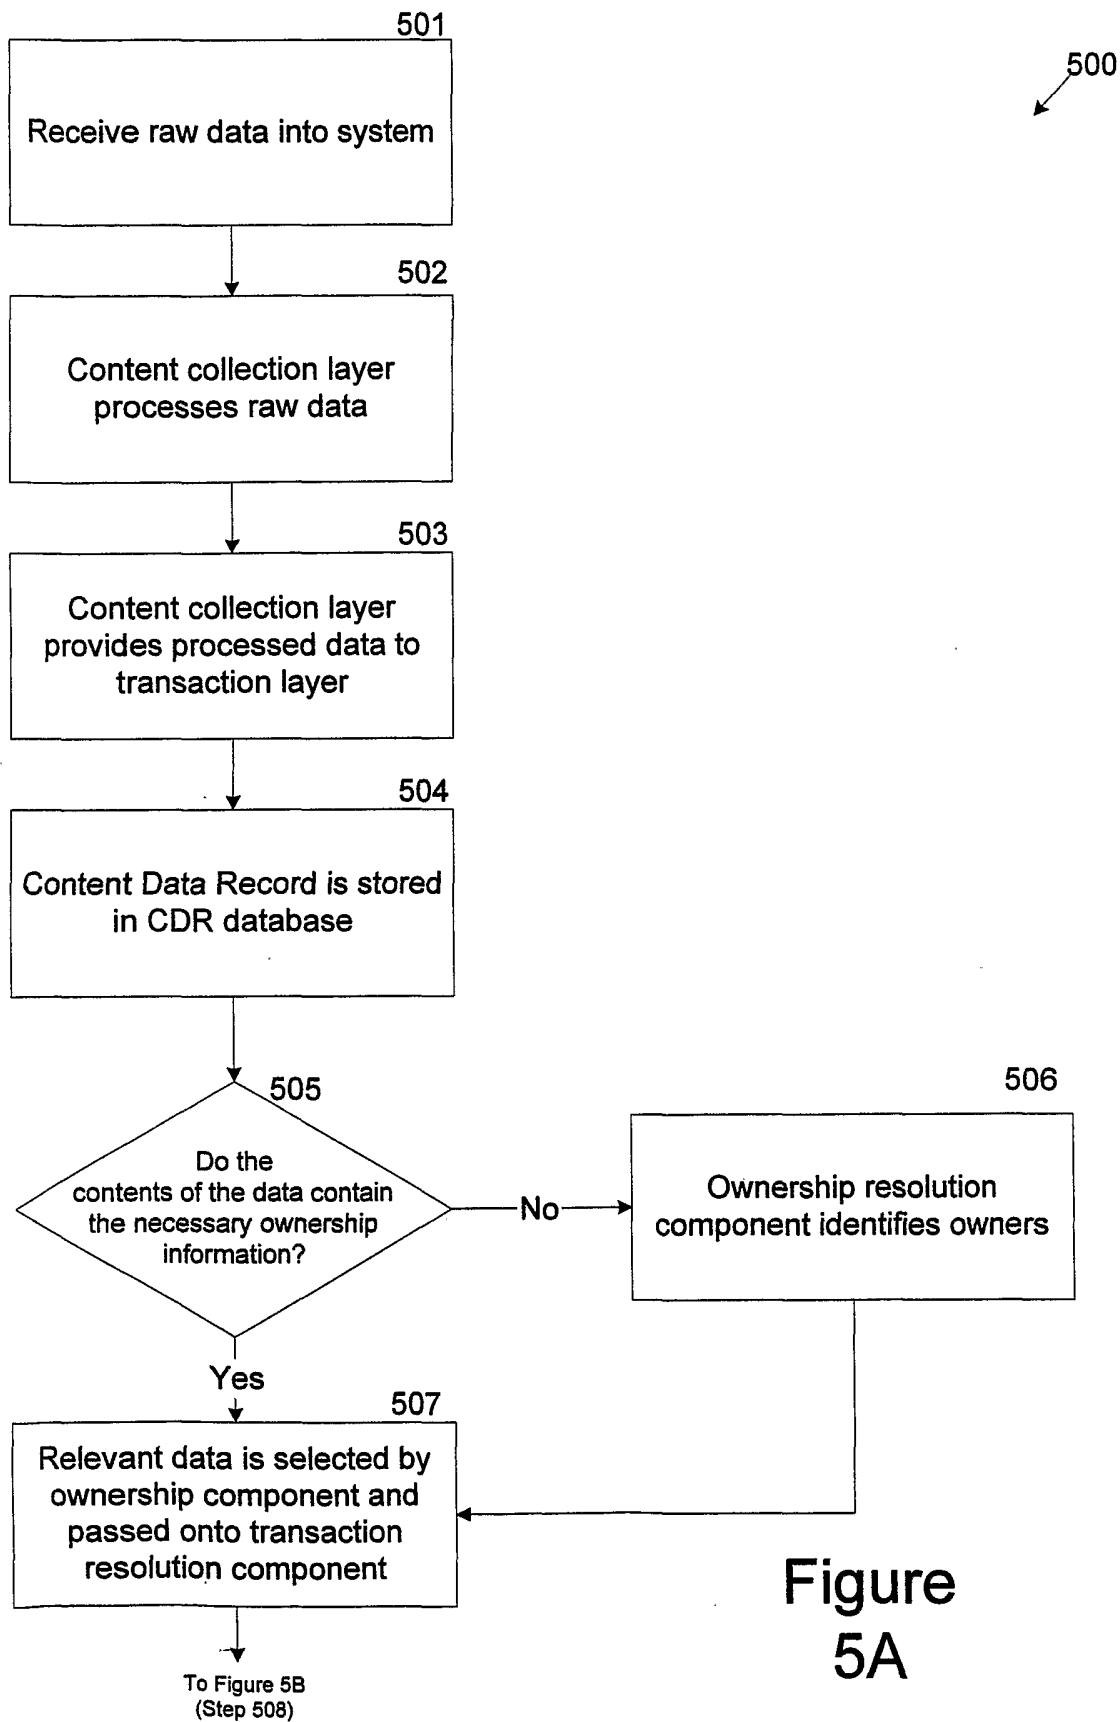 501
500
Receive raw data into system
502
Content collection layer
processes raw data
503
Content collection layer
provides processed data to
transaction layer
504
Content Data Record is stored
in CDR database
505
Do the
contents of the data contain
the necessary ownership
information?
No
506
Ownership resolution
component identifies owners
Yes
507
Relevant data is selected by
ownership component and
passed onto transaction
resolution component
To Figure 5B
(Step 508)
Figure
5A